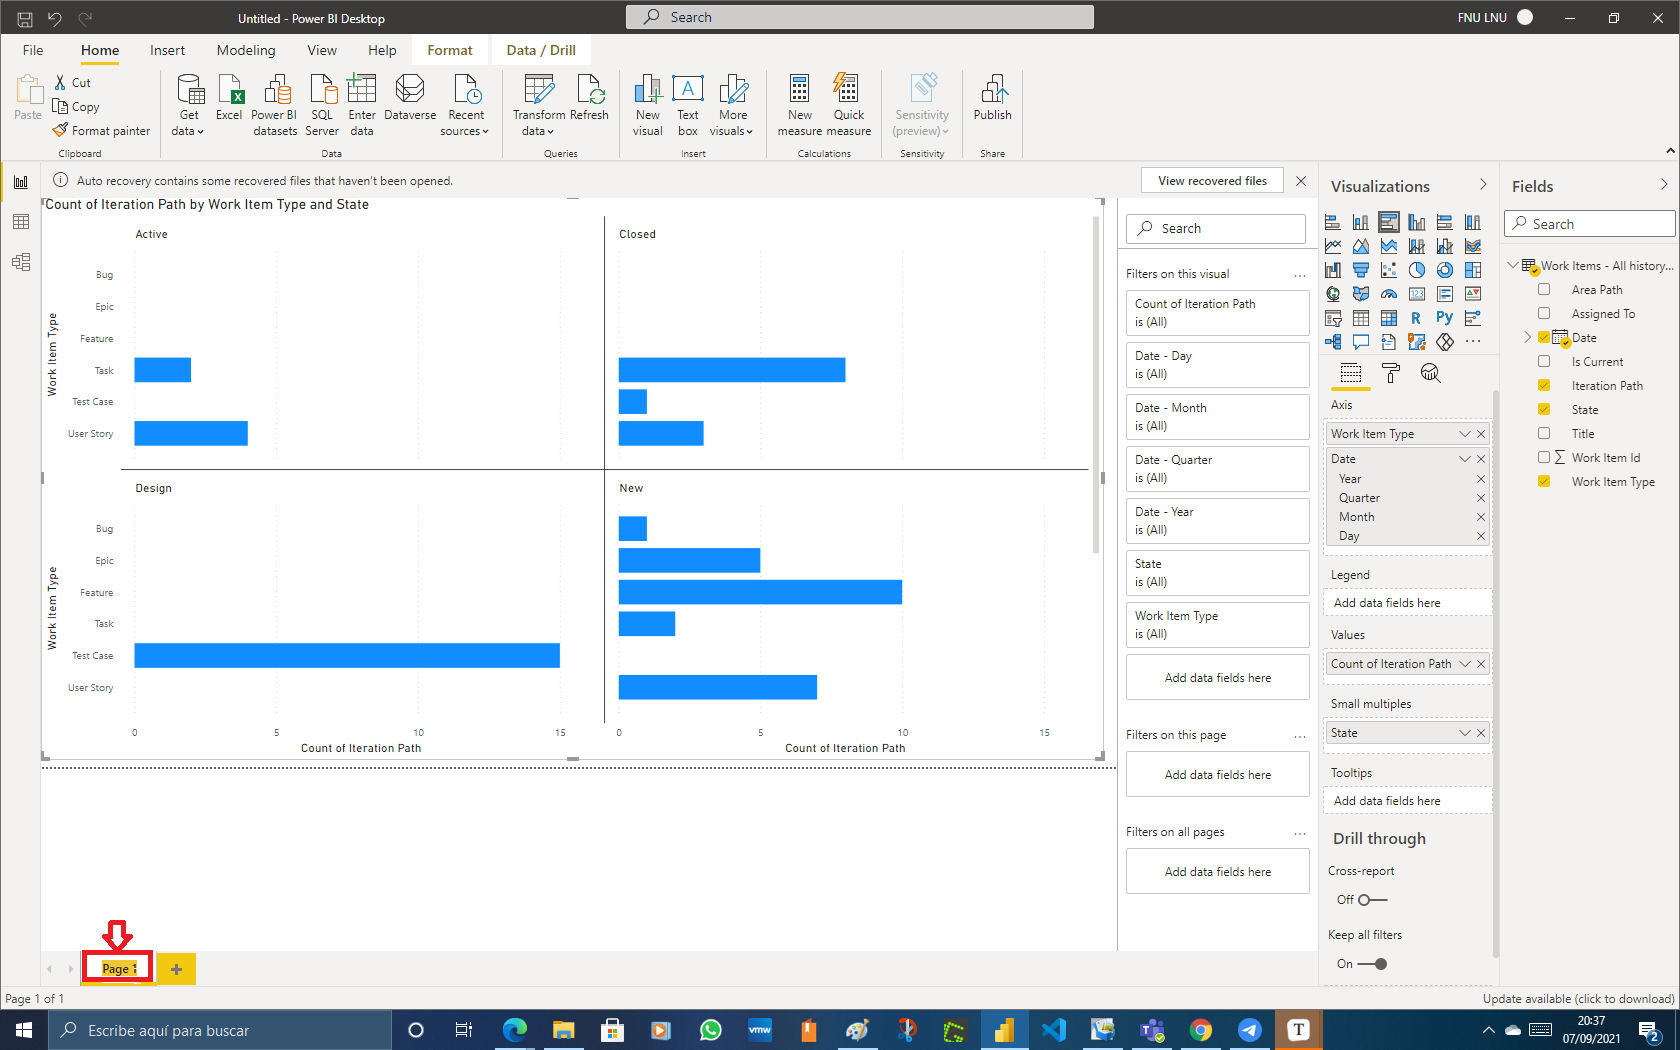 Untitled - Power BI Desktop
Search
FNU LNU
File
Home
Insert
Modeling
View
Help
Format
Data / Drill
Paste
Cut
Copy
Format painter
Clipboard
Get
data
Excel
Power BI
datasets
SQL
Server
Enter
data
Dataverse
Recent
sources
Data
Transform
data
Refresh
Queries
New
visual
Text
box
More
visuals
Insert
New
measure
Quick
measure
Calculations
Sensitivity
(preview)
Sensitivity
Publish
Share
Auto recovery contains some recovered files that haven't been opened.
View recovered files
Count of Iteration Path by Work Item Type and State
Active
Work Item Type
Bug
Epic
Feature
Task
Test Case
User Story
Closed
Design
Work Item Type
Bug
Epic
Feature
Task
Test Case
User Story
0
5
10
15
Count of Iteration Path
New
0
5
10
15
Count of Iteration Path
Search
Filters on this visual
...
Count of Iteration Path
is (All)
Date - Day
is (All)
Date - Month
is (All)
Date - Quarter
is (All)
Date - Year
is (All)
State
is (All)
Work Item Type
is (All)
Add data fields here
Filters on this page
...
Add data fields here
Filters on all pages
...
Add data fields here
Visualizations
123
R
Py
...
Axis
Work Item Type
Date
Year
Quarter
Month
Day
Legend
Add data fields here
Values
Count of Iteration Path
Small multiples
State
Tooltips
Add data fields here
Drill through
Cross-report
Off
Keep all filters
On
Fields
Search
Work Items - All history...
Area Path
Assigned To
Date
Is Current
Iteration Path
State
Title
Σ Work Item Id
Work Item Type
Page 1
Page 1 of 1
Update available (click to download)
Escribe aquí para buscar
vmw
T
20:37
07/09/2021
2